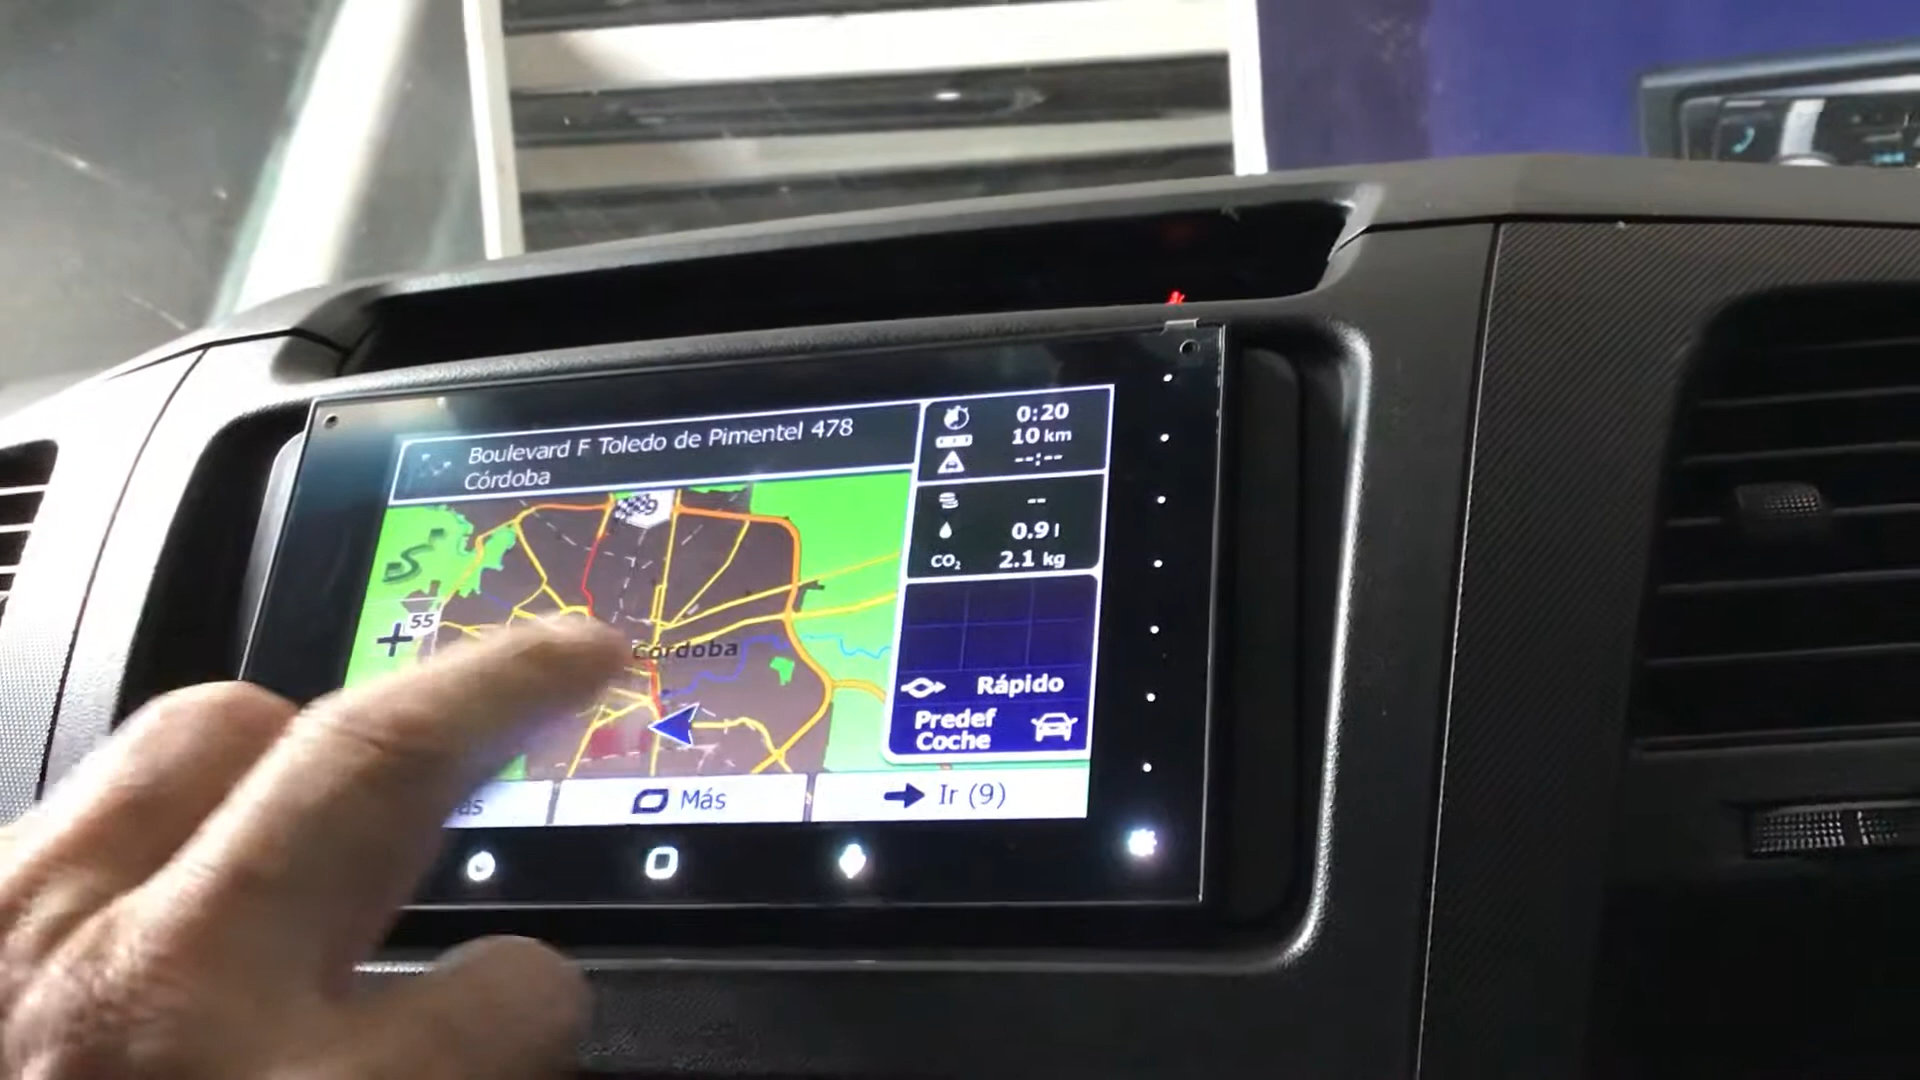 Boulevard F Toledo de Pimentel 478
Córdoba
0:20
10 km
--:--
--
0.9 l
CO₂ 2.1 kg
55
Córdoba
Rápido
Predef
Coche
Más
Ir (9)